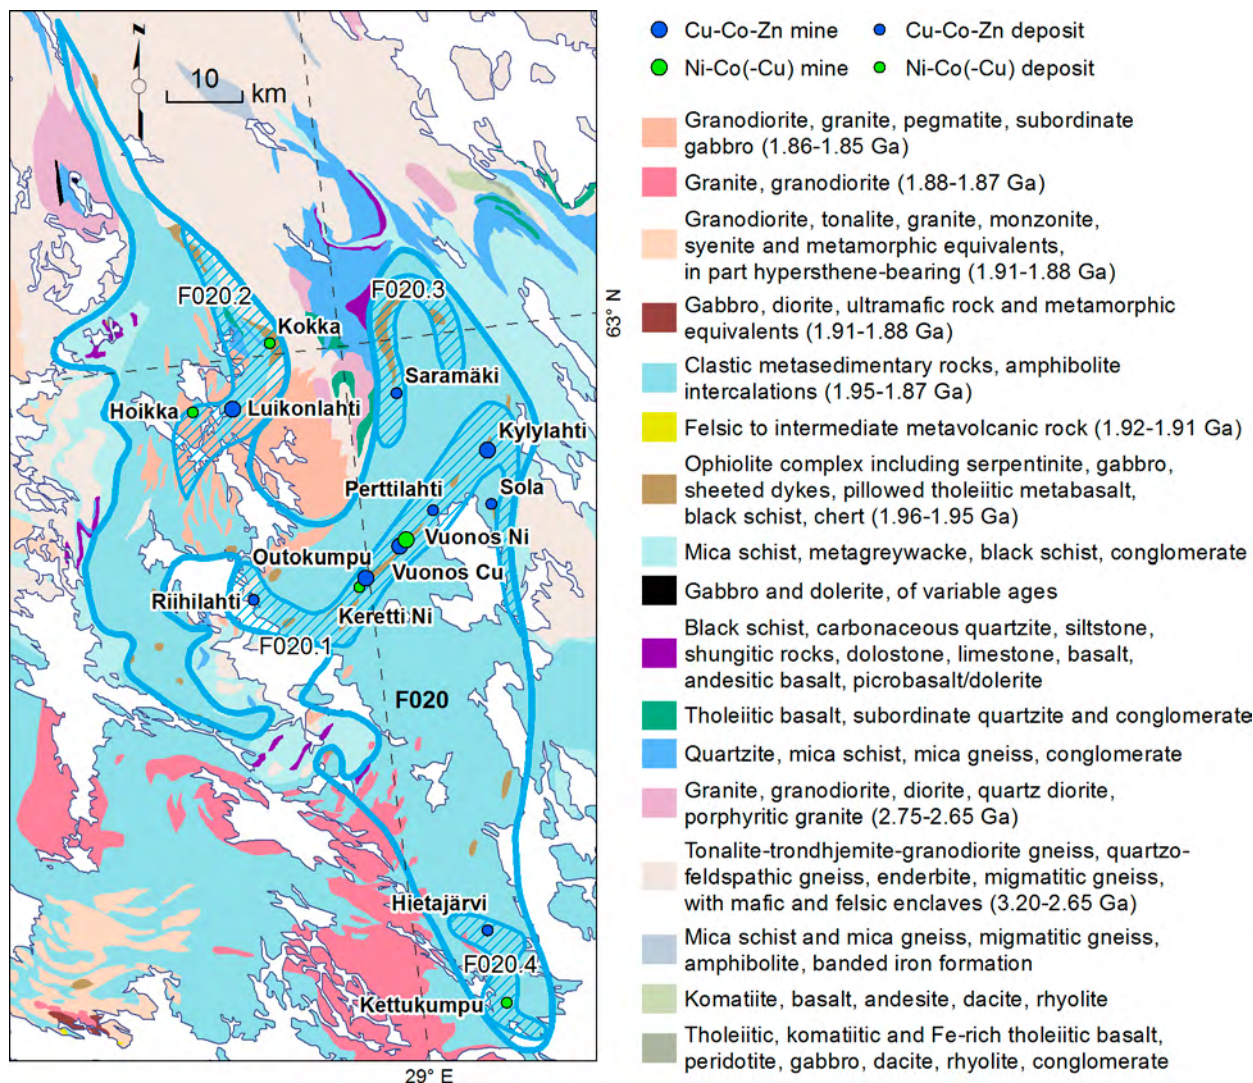 z
10
km
F020.2
F020.3
Kokka
63° N
Saramäki
Hoikka
Luikonlahti
Kylylahti
Perttilahti
Sola
Vuonos Ni
Outokumpu
Vuonos Cu
Riihilahti
Keretti Ni
F020.1
F020
Hietajärvi
F020.4
Kettukumpu
29° E
Cu-Co-Zn mine
Cu-Co-Zn deposit
Ni-Co(-Cu) mine
Ni-Co(-Cu) deposit
Granodiorite, granite, pegmatite, subordinate
gabbro (1.86-1.85 Ga)
Granite, granodiorite (1.88-1.87 Ga)
Granodiorite, tonalite, granite, monzonite,
syenite and metamorphic equivalents,
in part hypersthene-bearing (1.91-1.88 Ga)
Gabbro, diorite, ultramafic rock and metamorphic
equivalents (1.91-1.88 Ga)
Clastic metasedimentary rocks, amphibolite
intercalations (1.95-1.87 Ga)
Felsic to intermediate metavolcanic rock (1.92-1.91 Ga)
Ophiolite complex including serpentinite, gabbro,
sheeted dykes, pillowed tholeiitic metabasalt,
black schist, chert (1.96-1.95 Ga)
Mica schist, metagreywacke, black schist, conglomerate
Gabbro and dolerite, of variable ages
Black schist, carbonaceous quartzite, siltstone,
shungitic rocks, dolostone, limestone, basalt,
andesitic basalt, picrobasalt/dolerite
Tholeiitic basalt, subordinate quartzite and conglomerate
Quartzite, mica schist, mica gneiss, conglomerate
Granite, granodiorite, diorite, quartz diorite,
porphyritic granite (2.75-2.65 Ga)
Tonalite-trondhjemite-granodiorite gneiss, quartzo-
feldspathic gneiss, enderbite, migmatitic gneiss,
with mafic and felsic enclaves (3.20-2.65 Ga)
Mica schist and mica gneiss, migmatitic gneiss,
amphibolite, banded iron formation
Komatiite, basalt, andesite, dacite, rhyolite
Tholeiitic, komatiitic and Fe-rich tholeiitic basalt,
peridotite, gabbro, dacite, rhyolite, conglomerate